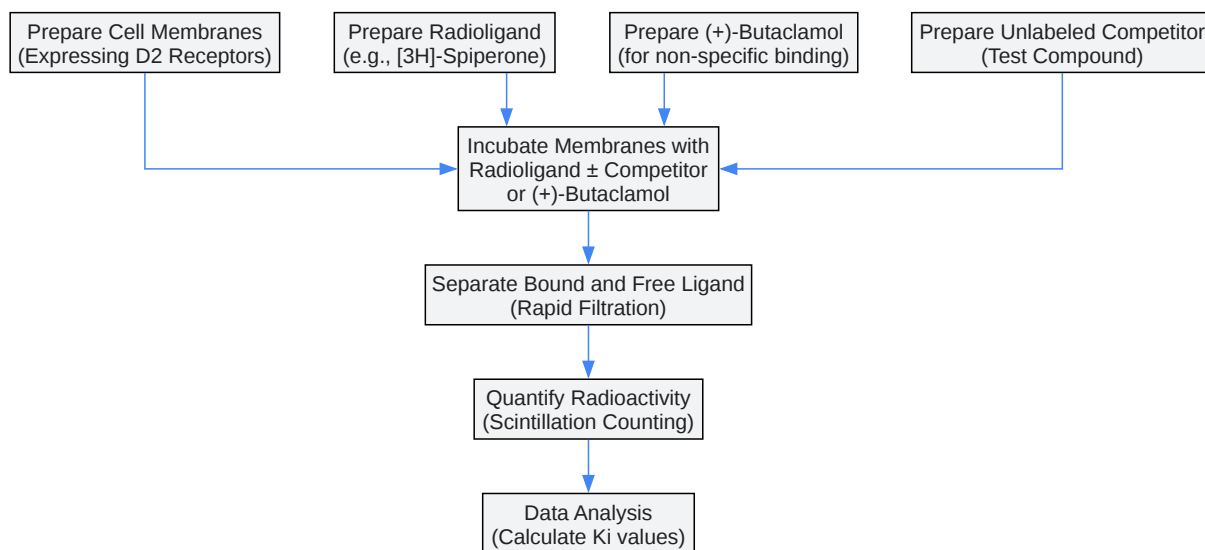 Prepare Cell Membranes
(Expressing D2 Receptors)
Prepare Radioligand
(e.g., [3H]-Spiperone)
Prepare (+)-Butaclamol
(for non-specific binding)
Prepare Unlabeled Competitor
(Test Compound)
Incubate Membranes with
Radioligand ± Competitor
or (+)-Butaclamol
Separate Bound and Free Ligand
(Rapid Filtration)
Quantify Radioactivity
(Scintillation Counting)
Data Analysis
(Calculate Ki values)